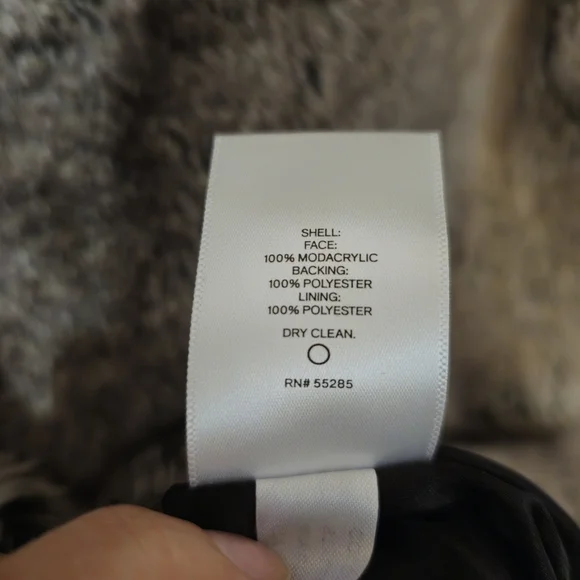 SHELL:
FACE:
100% MODACRYLIC
BACKING:
100% POLYESTER
LINING:
100% POLYESTER
DRY CLEAN.
RN# 55285